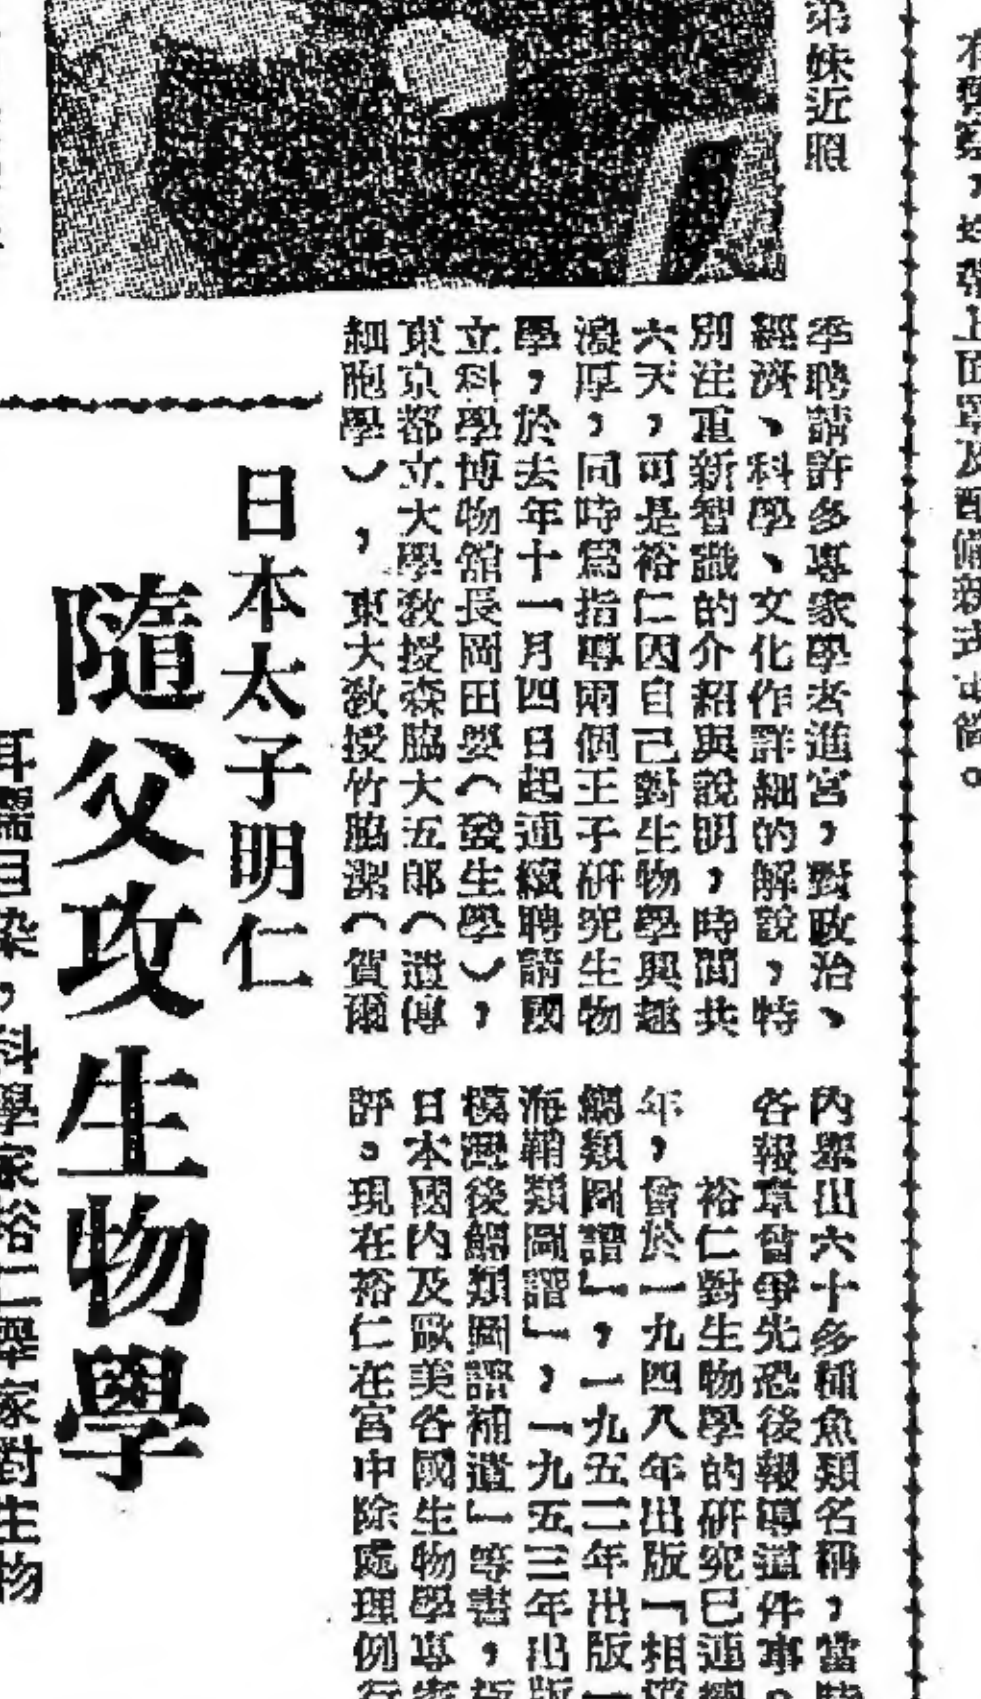 弟妹近照
季聘請許多專家學者進宮，對政治、
經濟、科學、文化作詳細的解說，特
別注重新智識的介紹與說明，時間共
六天，可是裕仁因自己對生物學興趣
濃厚，同時爲指導兩個王子研究生物
學，於去年十一月四日起連續聘請國
立科學博物館長岡田要（發生學），
東京都立大學敎授森脇大五郎（遺傳
細胞學），東大敎授竹脇潔（賀爾
日本太子明仁
隨父攻生物學
耳濡目染，科學家裕仁舉家對生物
內舉出六十多種魚類名稱，當時
各報章曾爭先恐後報導這件事。
裕仁對生物學的研究已連續
年，曾於一九四八年出版「相模
鰓類圖譜」，一九五二年出版「
海鞘類圖譜」，一九五三年出版
模灣後鰓類圖譜補遺」等書，
日本國內及歐美各國生物學專家
評。現在裕仁在宮中除處理例行